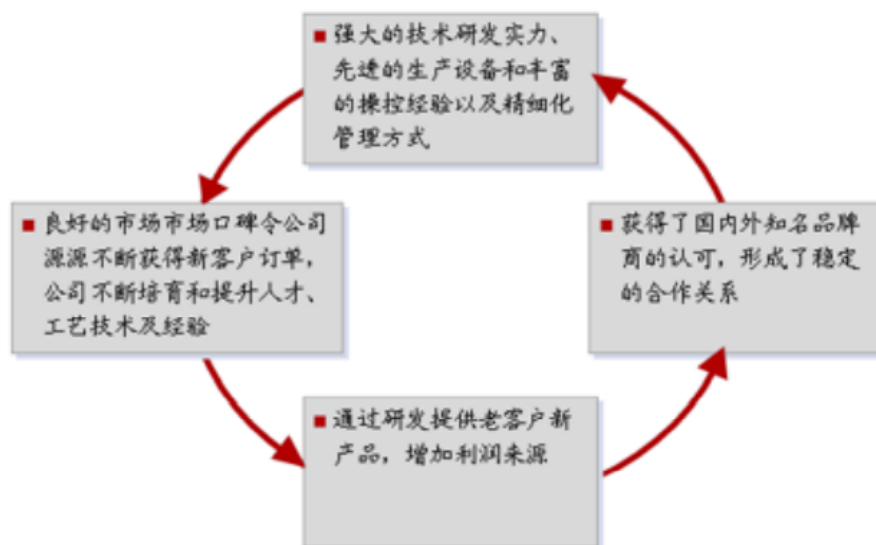 强大的技术研发实力、
先进的生产设备和丰富
的操控经验以及精细化
管理方式
良好的市场市场口碑令公司
源源不断获得新客户订单，
公司不断培育和提升人才、
工艺技术及经验
获得了国内外知名品牌
商的认可，形成了稳定
的合作关系
通过研发提供老客户新
产品，增加利润来源